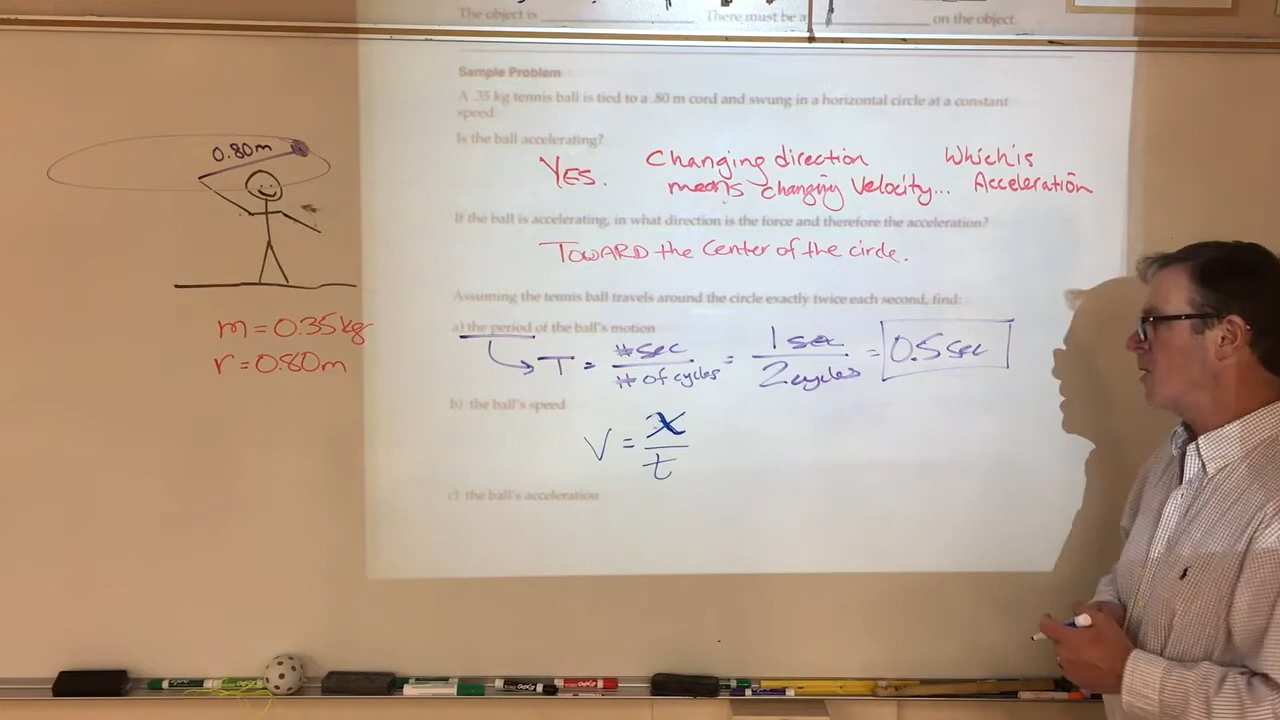 The object is ______________ There must be a ______________ on the object.
Sample Problem
A .35 kg tennis ball is tied to a .80 m cord and swung in a horizontal circle at a constant
speed.
Is the ball accelerating?
YES. Changing direction Which is
means changing Velocity... Acceleration
If the ball is accelerating, in what direction is the force and therefore the acceleration?
TOWARD the center of the circle.
Assuming the tennis ball travels around the circle exactly twice each second, find:
a) the period of the ball's motion
T = #sec / # of cycles = 1 sec / 2 cycles = 0.5 sec
b) the ball's speed
V = x / t
c) the ball's acceleration
0.80m
m = 0.35kg
r = 0.80m